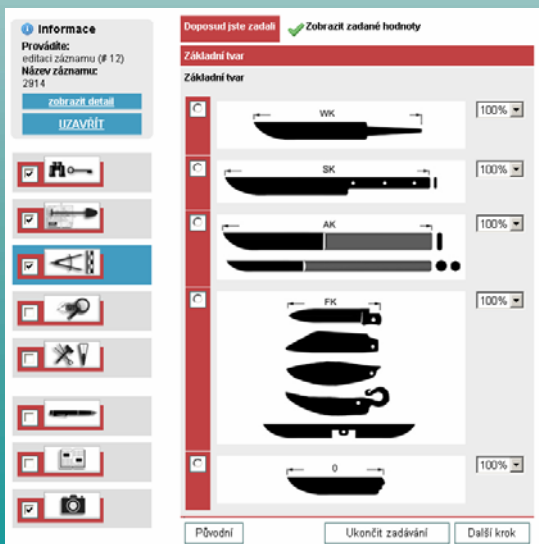 Informace
Provádíte:
editaci záznamu (# 12)
Název záznamu:
2914
zobrazit detail
UZAVŘÍT
Doposud jste zadali
Zobrazit zadané hodnoty
Základní tvar
Základní tvar
WK
100%
SK
100%
AK
100%
FK
100%
0
100%
Původní
Ukončit zadávání
Další krok